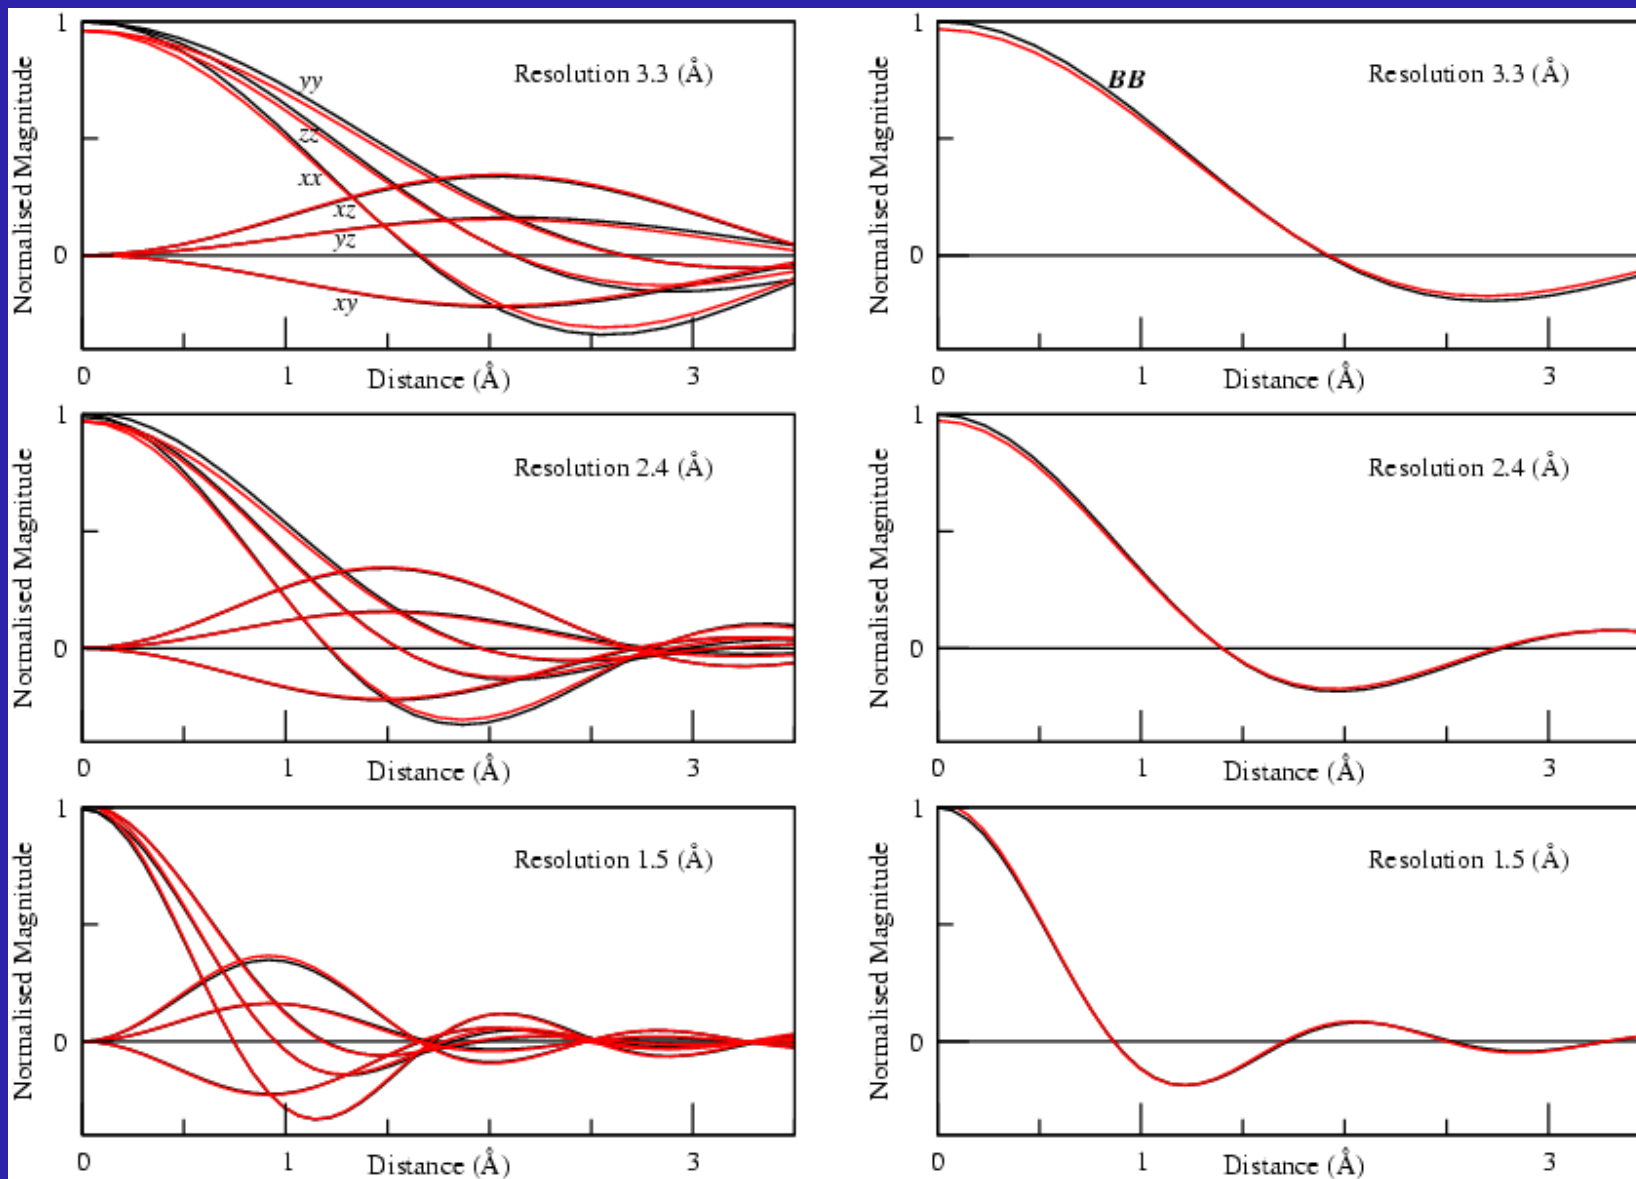 1
Resolution 3.3 (Å)
yy
zz
xx
xz
yz
xy
0
Normalised Magnitude
0
1
Distance (Å)
3
1
Resolution 3.3 (Å)
BB
0
Normalised Magnitude
0
1
Distance (Å)
3
1
Resolution 2.4 (Å)
0
Normalised Magnitude
0
1
Distance (Å)
3
1
Resolution 2.4 (Å)
0
Normalised Magnitude
0
1
Distance (Å)
3
1
Resolution 1.5 (Å)
0
Normalised Magnitude
0
1
Distance (Å)
3
1
Resolution 1.5 (Å)
0
Normalised Magnitude
0
1
Distance (Å)
3